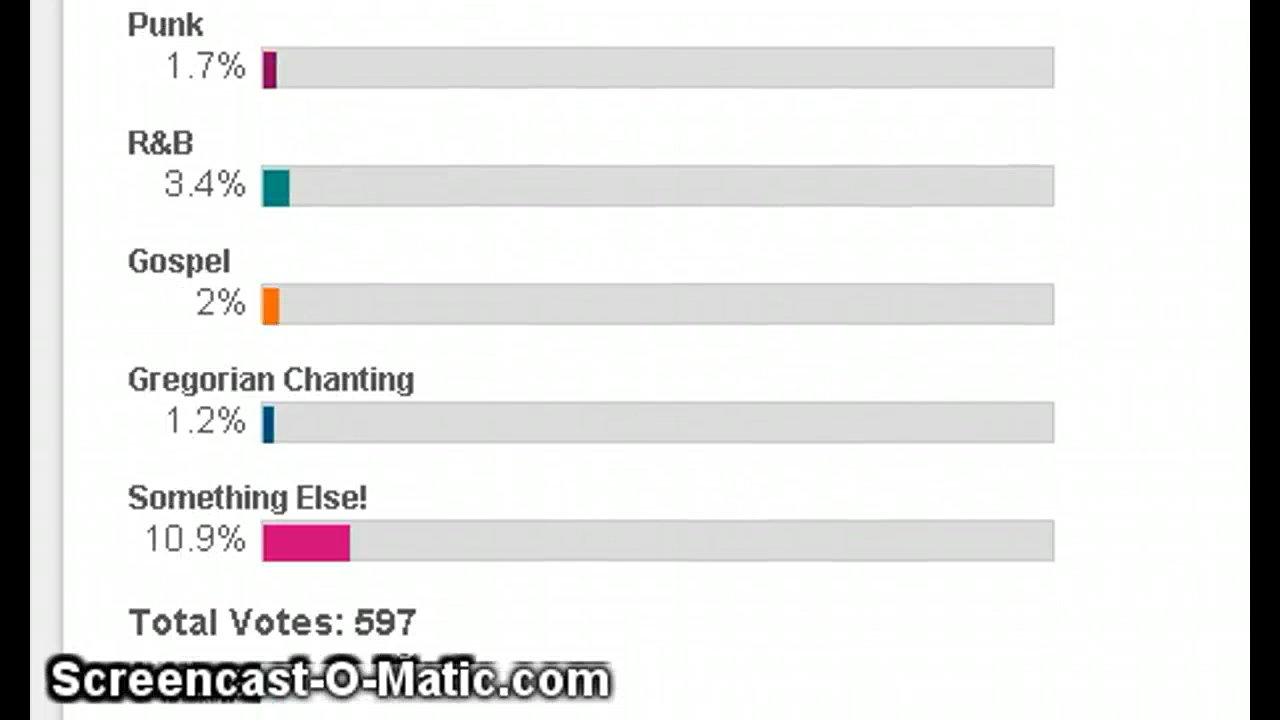 Punk
1.7%
R&B
3.4%
Gospel
2%
Gregorian Chanting
1.2%
Something Else!
10.9%
Total Votes: 597
Screencast-O-Matic.com